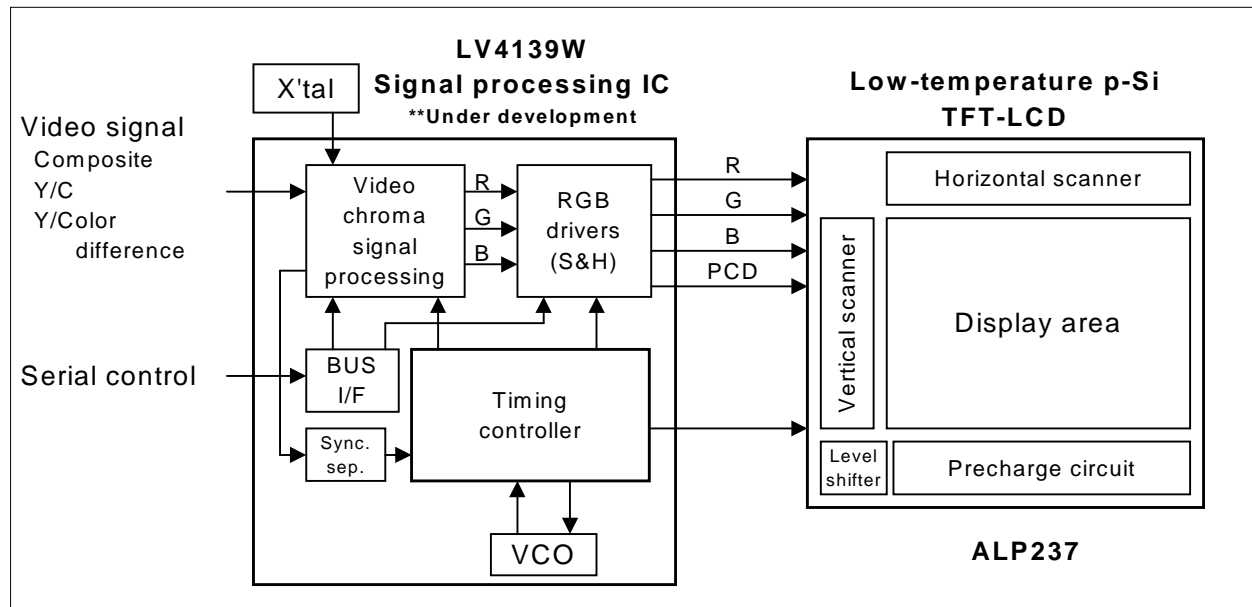 LV4139W
Signal processing IC
**Under development
Low-temperature p-Si
TFT-LCD
X'tal
Video signal
Composite
Y/C
Y/Color
difference
Video
chroma
signal
processing
R
G
B
RGB
drivers
(S&H)
R
G
B
PCD
Horizontal scanner
Vertical scanner
Display area
Serial control
BUS
I/F
Timing
controller
Sync.
sep.
Level
shifter
Precharge circuit
VCO
ALP237